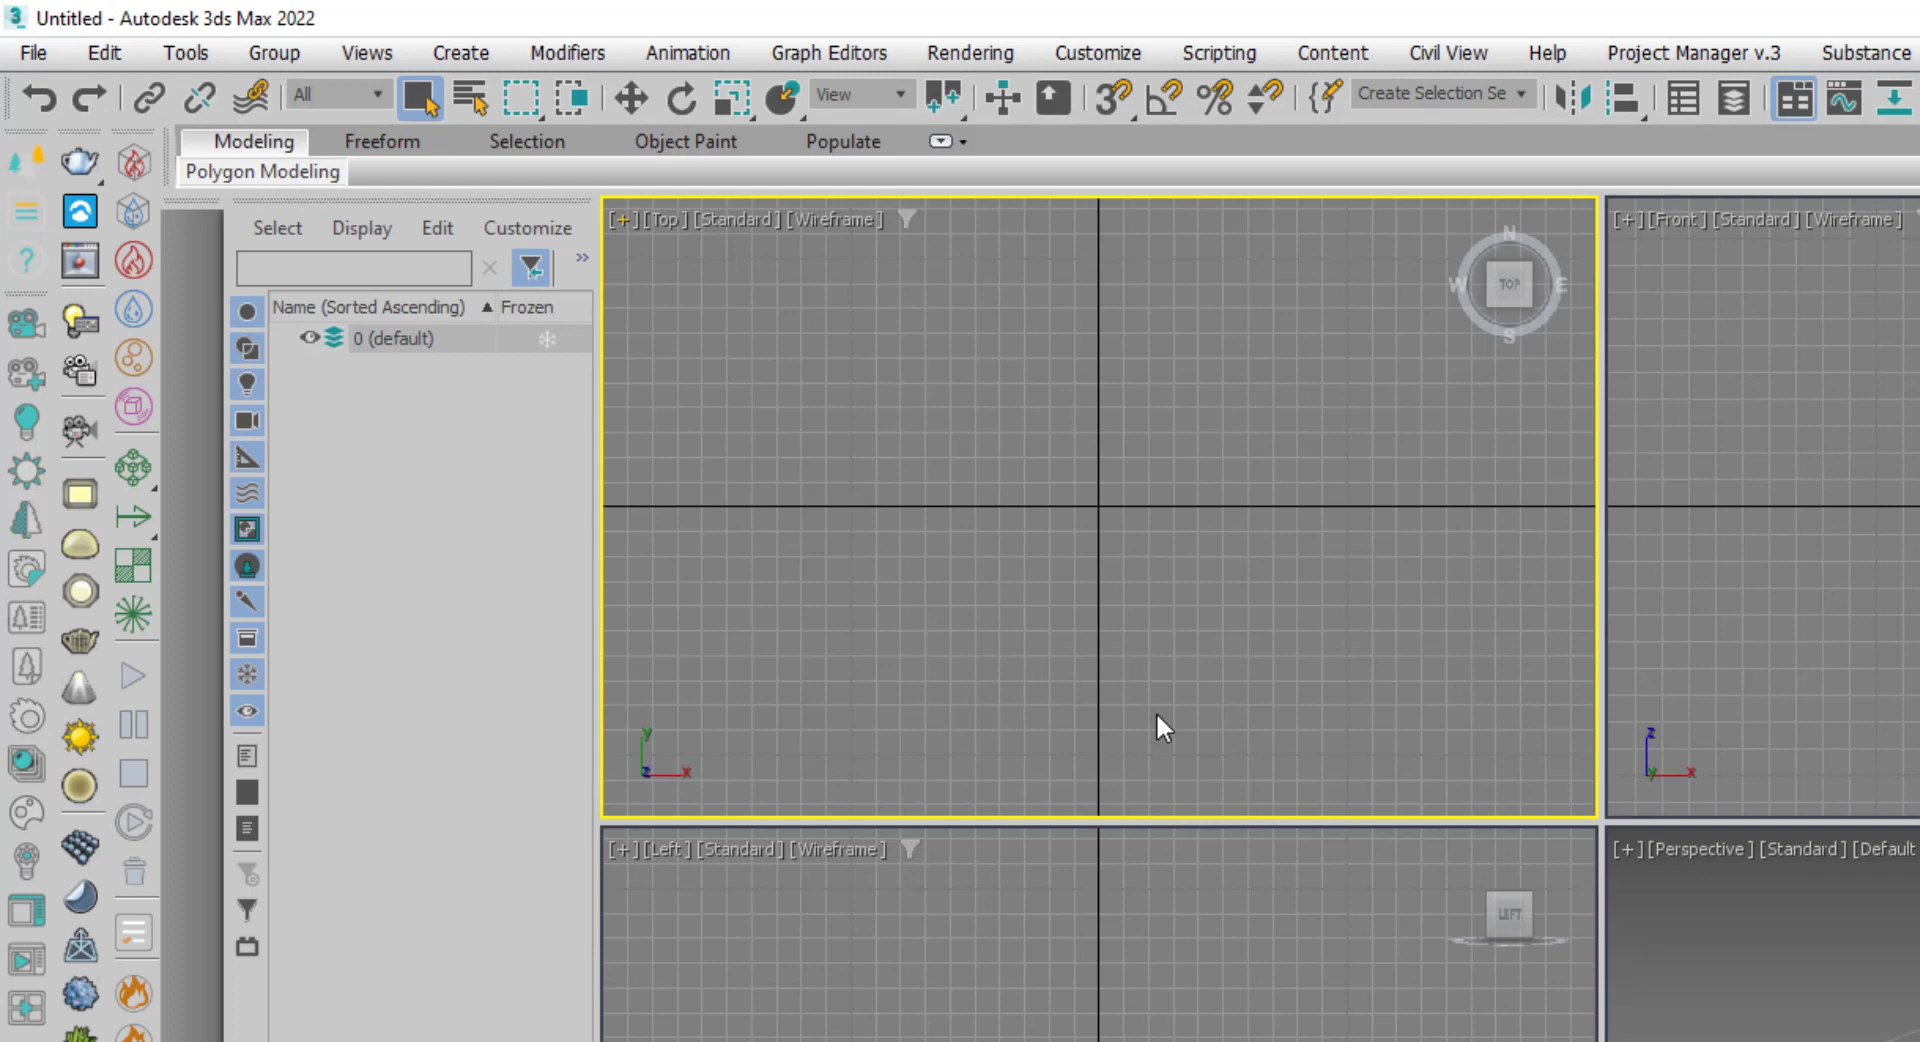 Untitled - Autodesk 3ds Max 2022
File Edit Tools Group Views Create Modifiers Animation Graph Editors Rendering Customize Scripting Content Civil View Help Project Manager v.3 Substance
All View Create Selection Se
Modeling Freeform Selection Object Paint Populate
Polygon Modeling
Select Display Edit Customize
Name (Sorted Ascending) Frozen
0 (default)
[+] [Top] [Standard] [Wireframe]
N
W TOP E
S
y
z x
[+] [Front] [Standard] [Wireframe]
z
y x
[+] [Left] [Standard] [Wireframe]
LEFT
[+] [Perspective] [Standard] [Default